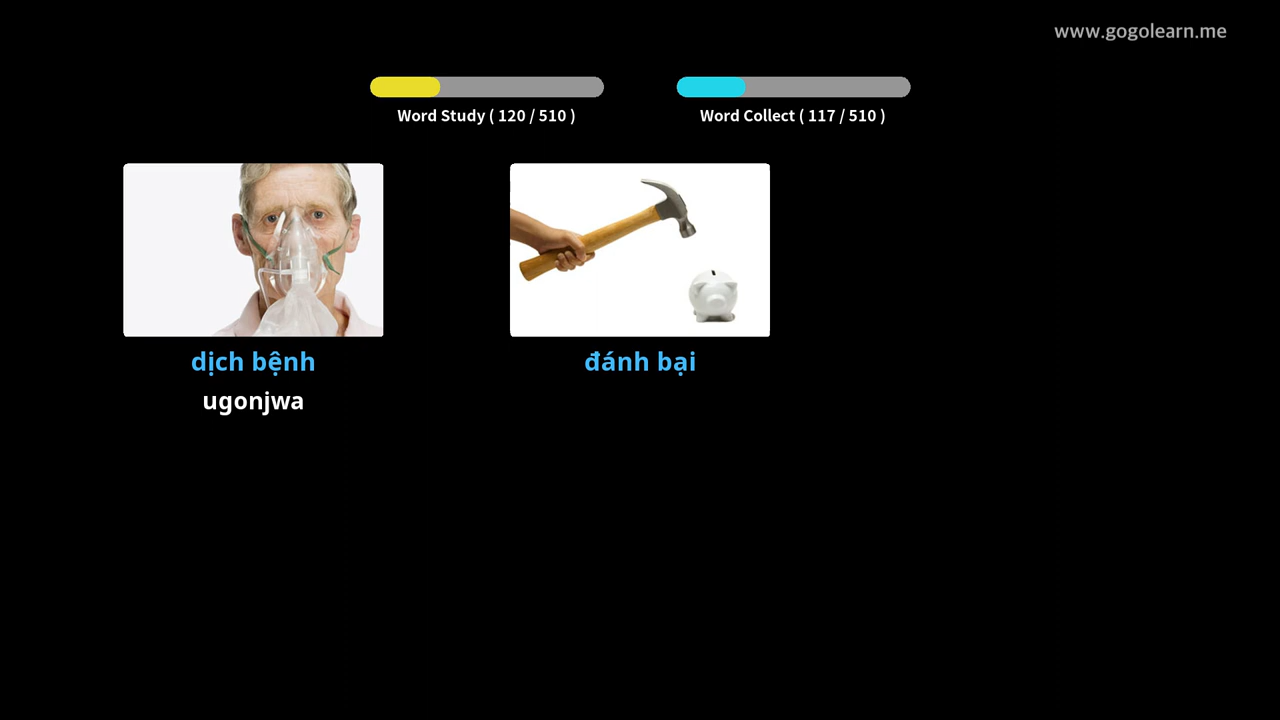 www.gogolearn.me
Word Study ( 120 / 510 )
Word Collect ( 117 / 510 )
dịch bệnh
ugonjwa
đánh bại